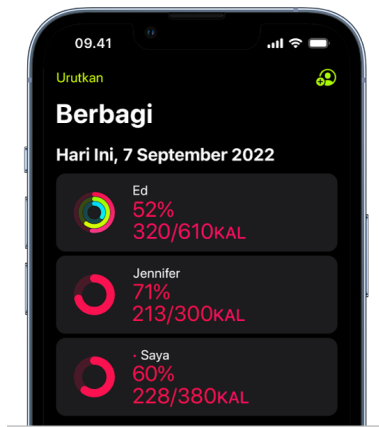 09.41
Urutkan
Berbagi
Hari Ini, 7 September 2022
Ed
52%
320/610KAL
Jennifer
71%
213/300KAL
· Saya
60%
228/380KAL